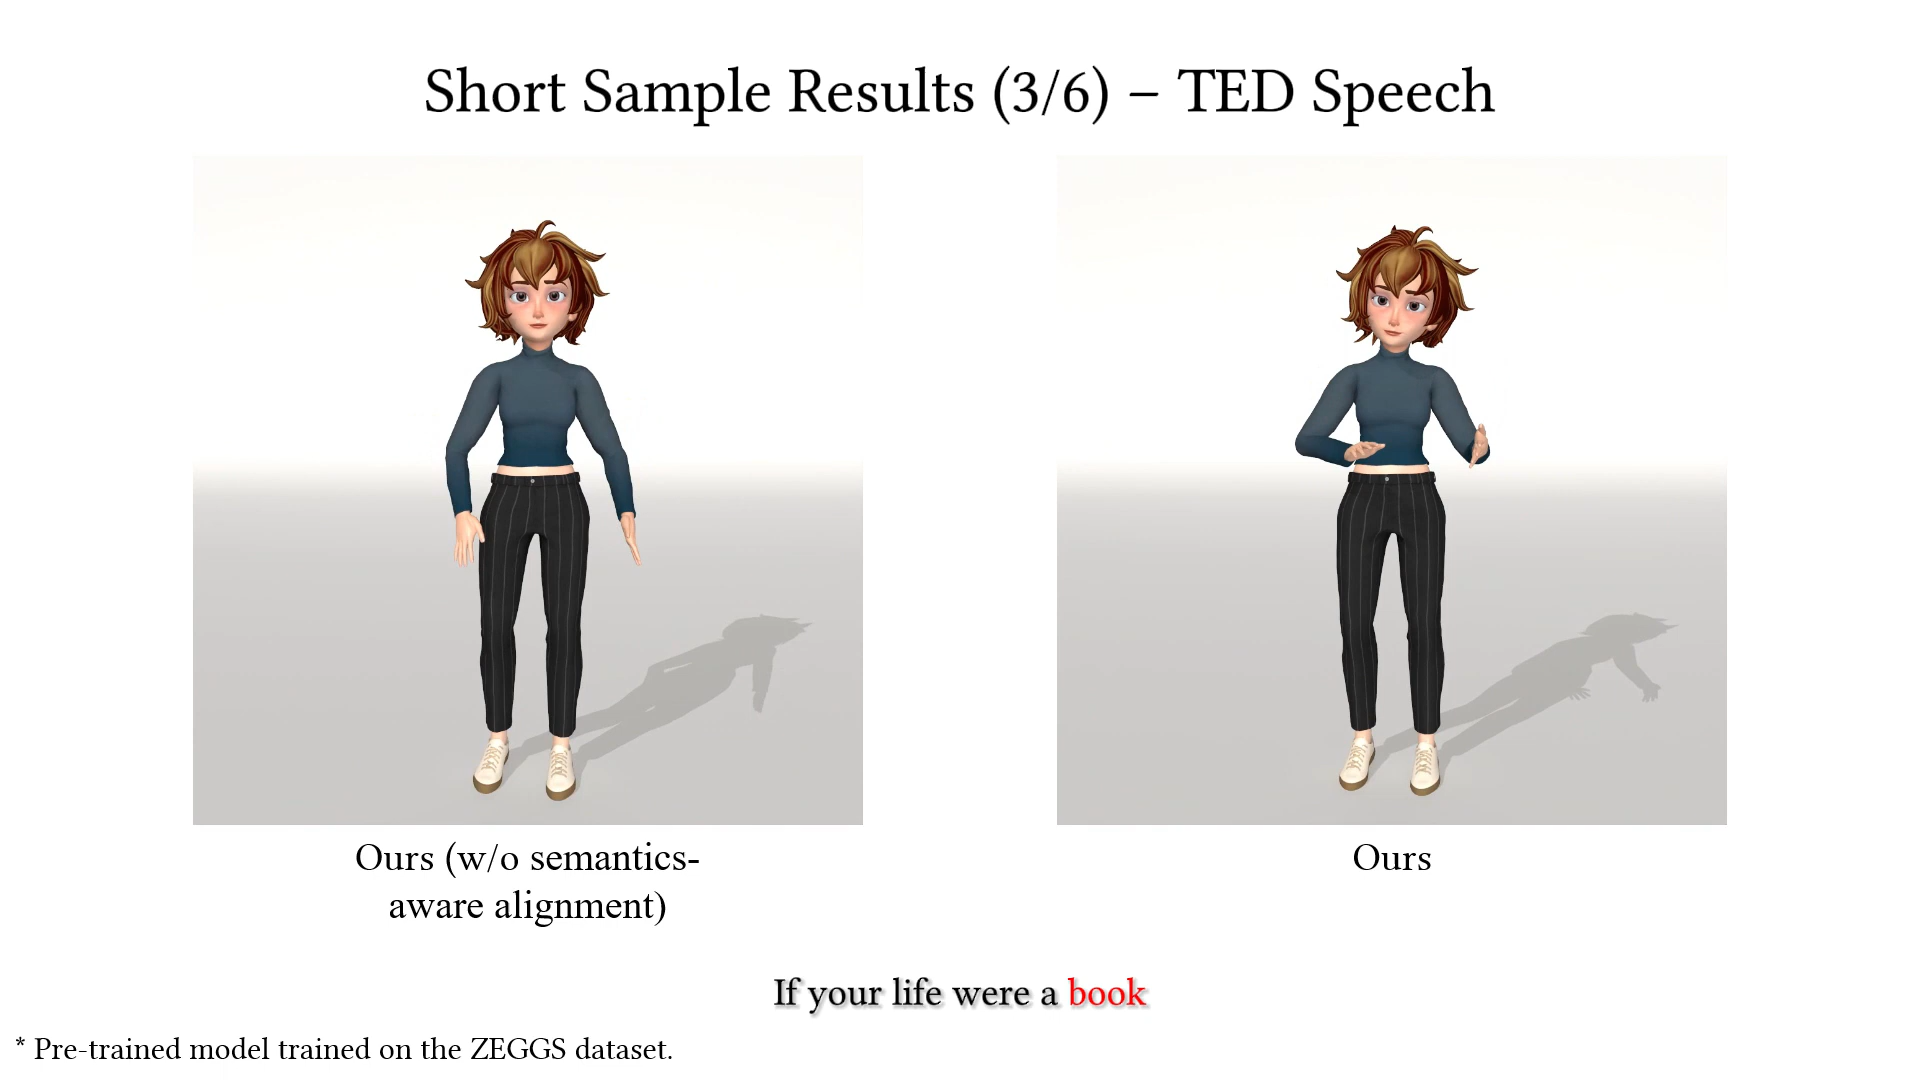 Short Sample Results (3/6) – TED Speech
Ours (w/o semantics-
aware alignment)
Ours
If your life were a book
* Pre-trained model trained on the ZEGGS dataset.